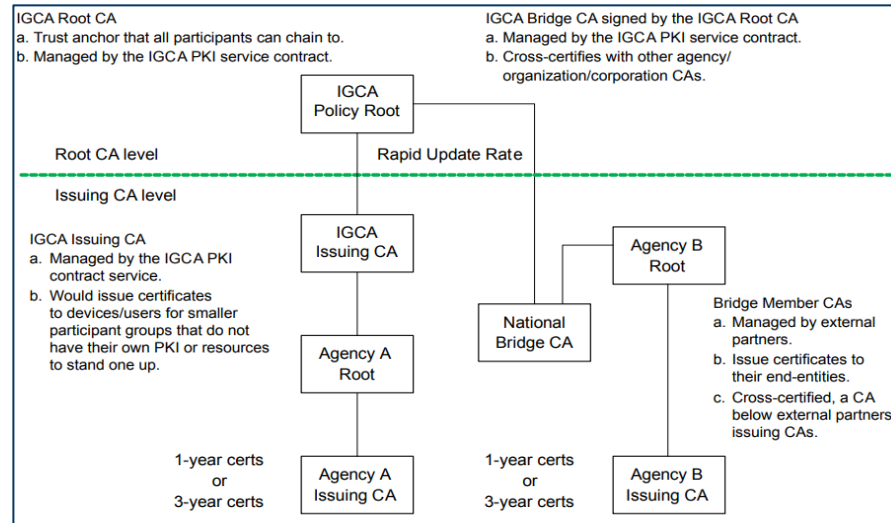 IGCA Root CA
a. Trust anchor that all participants can chain to.
b. Managed by the IGCA PKI service contract.
IGCA Bridge CA signed by the IGCA Root CA
a. Managed by the IGCA PKI service contract.
b. Cross-certifies with other agency/
organization/corporation CAs.
IGCA
Policy Root
Root CA level
Rapid Update Rate
Issuing CA level
IGCA Issuing CA
a. Managed by the IGCA PKI
contract service.
b. Would issue certificates
to devices/users for smaller
participant groups that do not
have their own PKI or resources
to stand one up.
IGCA
Issuing CA
Agency A
Root
1-year certs
or
3-year certs
Agency A
Issuing CA
National
Bridge CA
Agency B
Root
Bridge Member CAs
a. Managed by external
partners.
b. Issue certificates to
their end-entities.
c. Cross-certified, a CA
below external partners
issuing CAs.
1-year certs
or
3-year certs
Agency B
Issuing CA